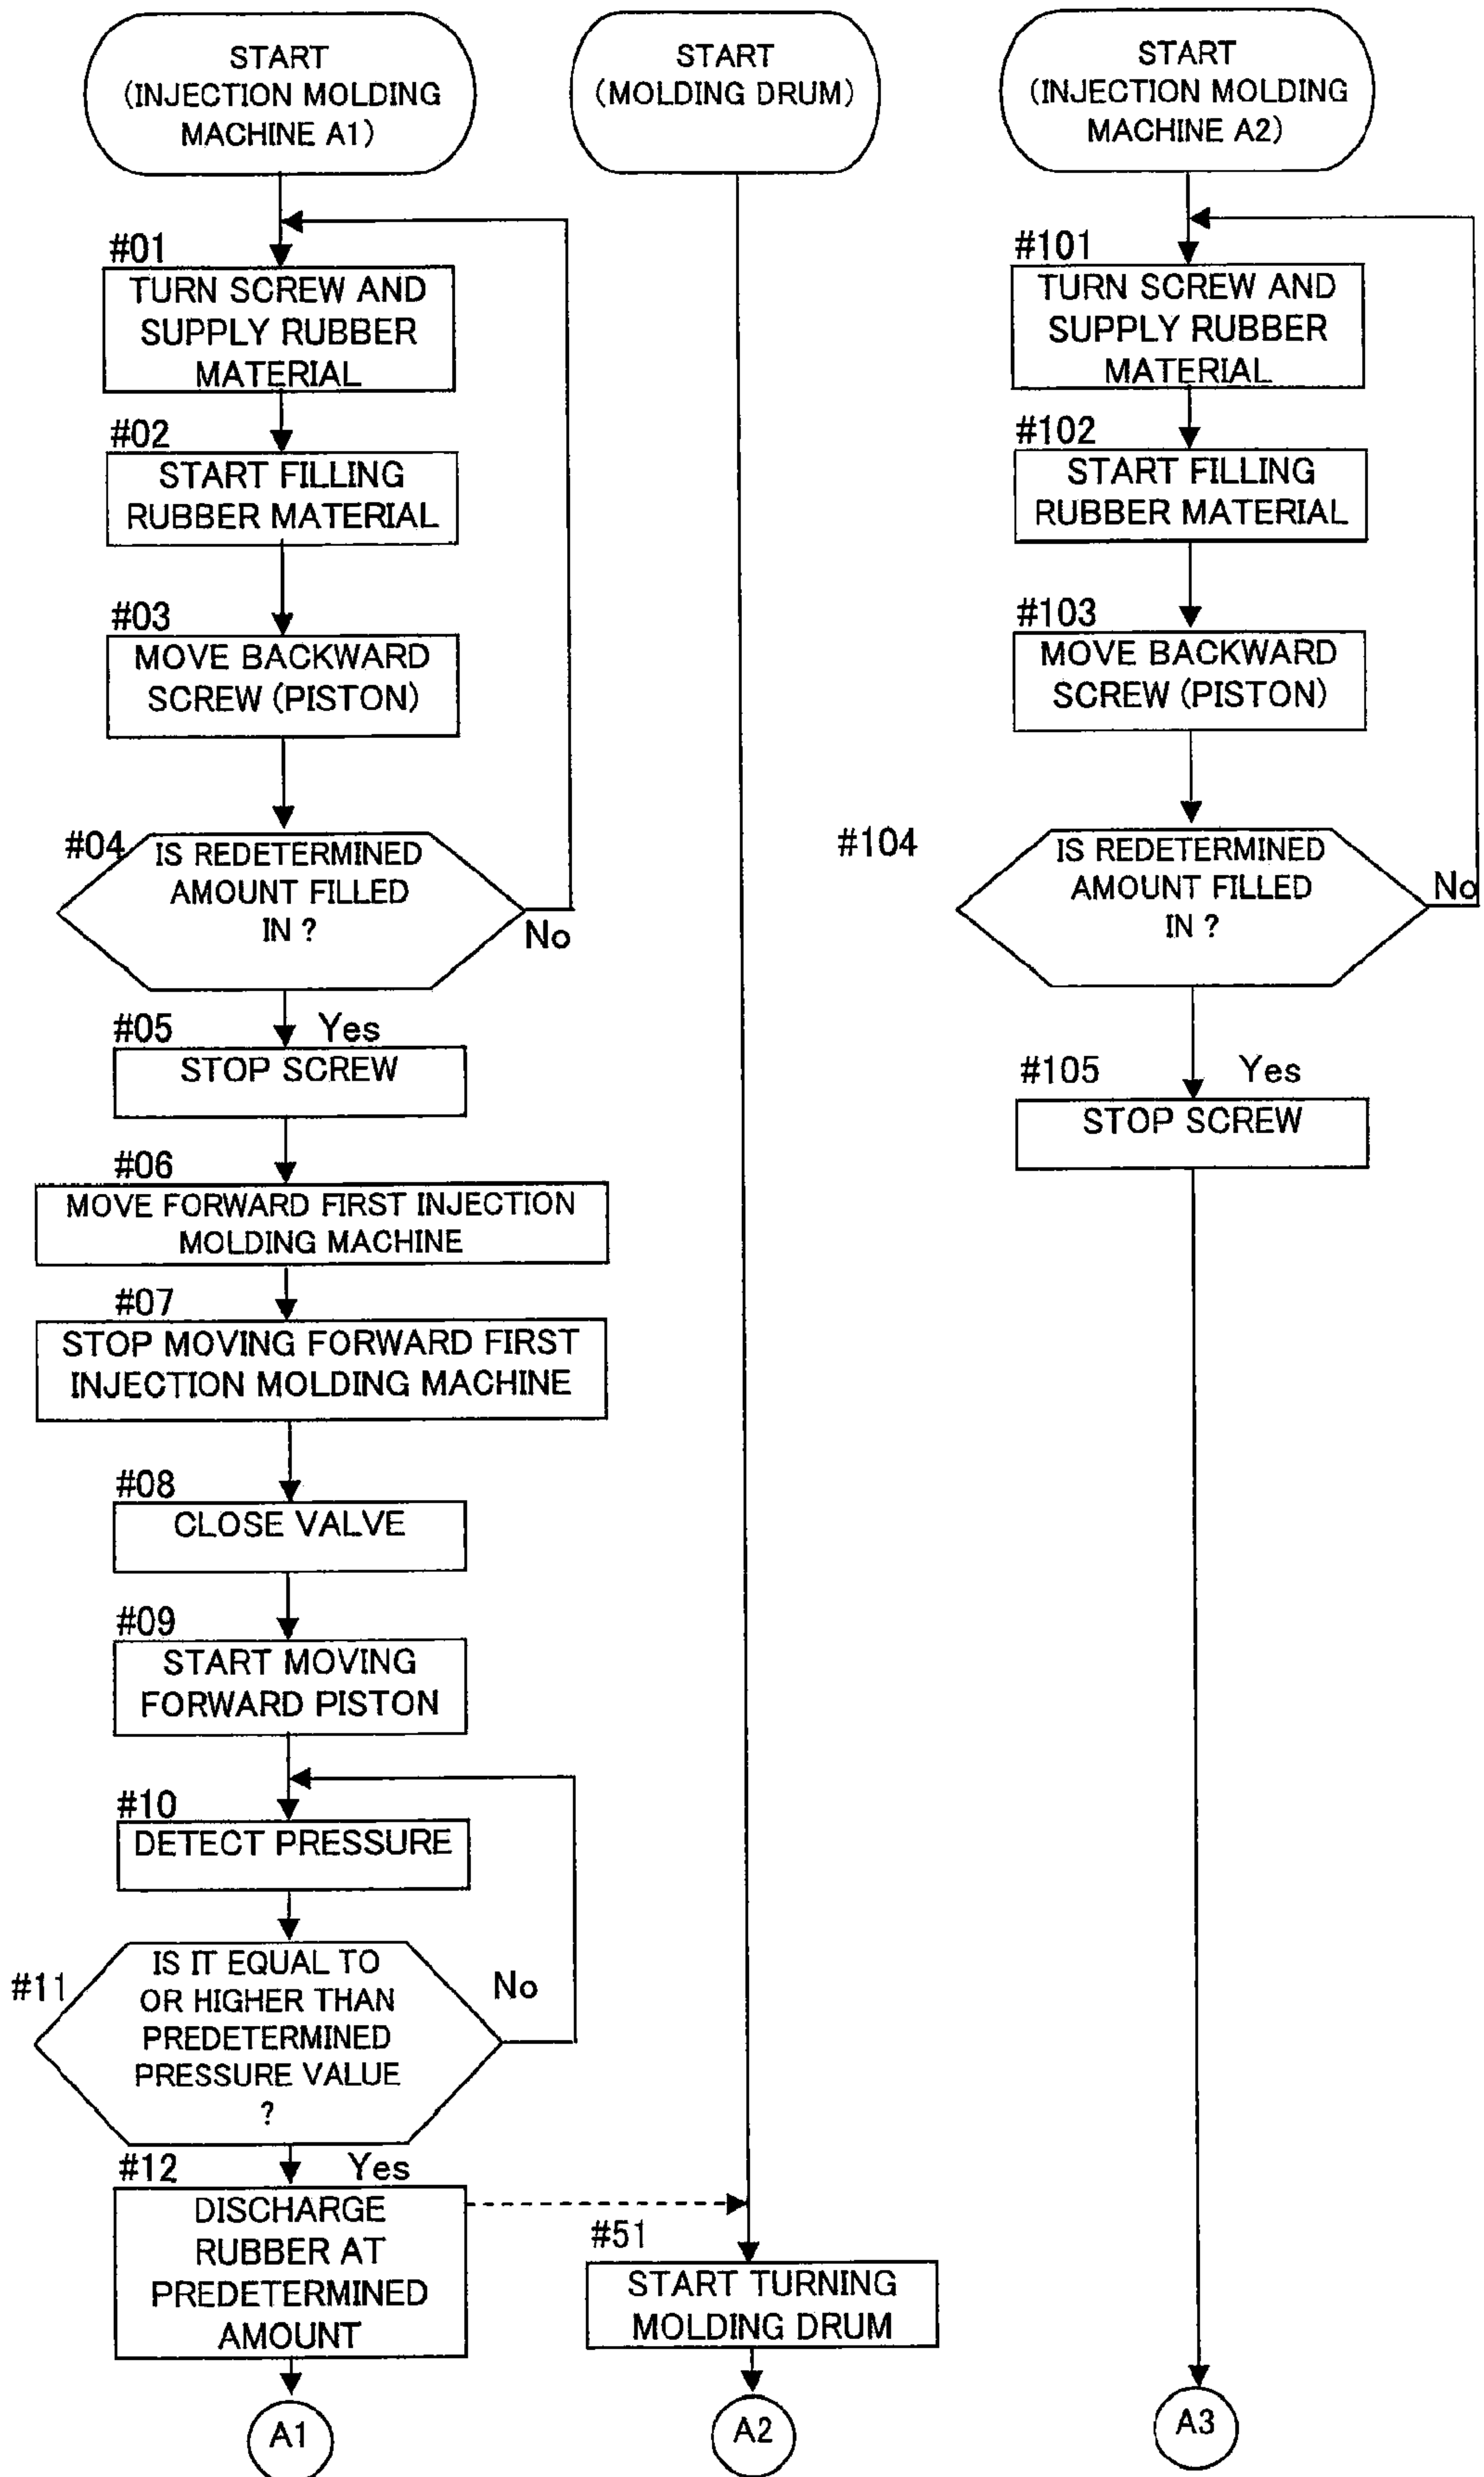 START
(INJECTION MOLDING
MACHINE A1)
#01
TURN SCREW AND
SUPPLY RUBBER
MATERIAL
#02
START FILLING
RUBBER MATERIAL
#03
MOVE BACKWARD
SCREW (PISTON)
#04
IS REDETERMINED
AMOUNT FILLED
IN ?
No
#05
Yes
STOP SCREW
#06
MOVE FORWARD FIRST INJECTION
MOLDING MACHINE
#07
STOP MOVING FORWARD FIRST
INJECTION MOLDING MACHINE
#08
CLOSE VALVE
#09
START MOVING
FORWARD PISTON
#10
DETECT PRESSURE
#11
IS IT EQUAL TO
OR HIGHER THAN
PREDETERMINED
PRESSURE VALUE
?
No
#12
Yes
DISCHARGE
RUBBER AT
PREDETERMINED
AMOUNT
A1
START
(MOLDING DRUM)
#51
START TURNING
MOLDING DRUM
A2
START
(INJECTION MOLDING
MACHINE A2)
#101
TURN SCREW AND
SUPPLY RUBBER
MATERIAL
#102
START FILLING
RUBBER MATERIAL
#103
MOVE BACKWARD
SCREW (PISTON)
#104
IS REDETERMINED
AMOUNT FILLED
IN ?
No
#105
Yes
STOP SCREW
A3